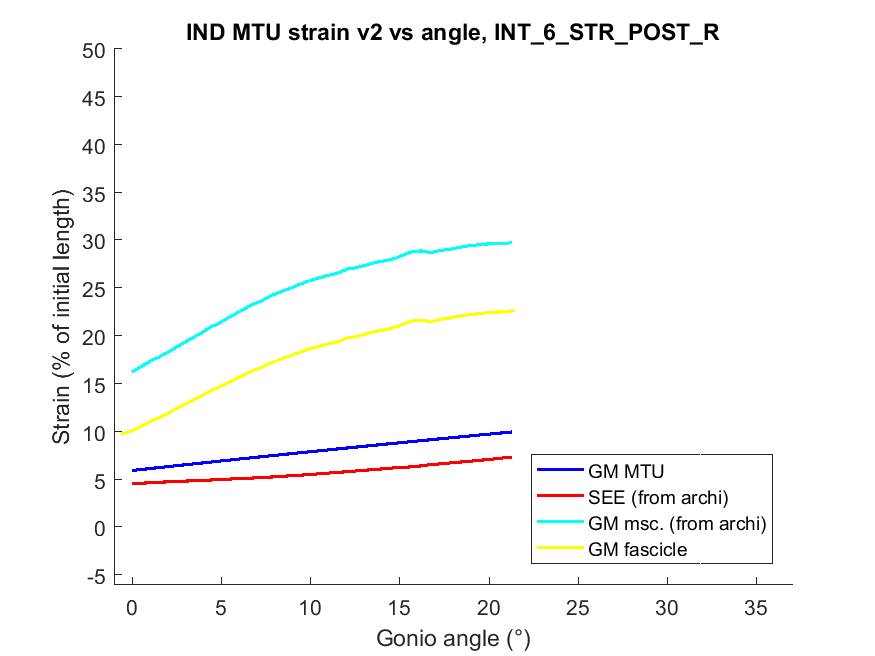 IND MTU strain v2 vs angle, INT_6_STR_POST_R
50
45
40
35
30
25
20
15
10
5
0
-5
Strain (% of initial length)
GM MTU
SEE (from archi)
GM msc. (from archi)
GM fascicle
0 5 10 15 20 25 30 35
Gonio angle (°)